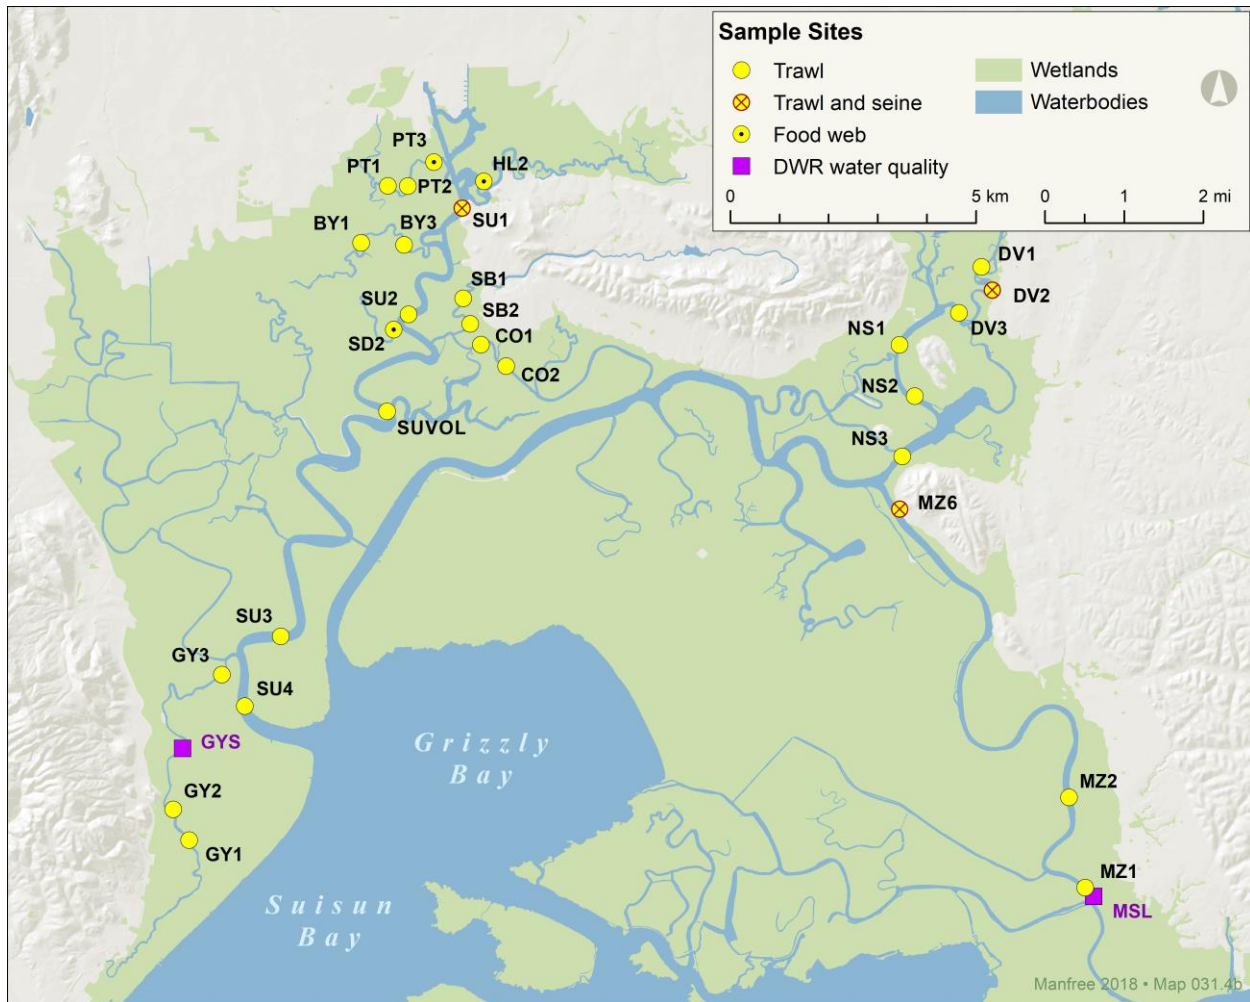 Sample Sites
Trawl
Trawl and seine
Food web
DWR water quality
Wetlands
Waterbodies
0 5 km
0 1 2 mi
PT3
PT1
PT2
HL2
SU1
BY1
BY3
SB1
SU2
SB2
SD2
CO1
CO2
SUVOL
DV1
DV2
DV3
NS1
NS2
NS3
MZ6
SU3
GY3
SU4
GYS
GY2
GY1
Grizzly
Bay
Suisun
Bay
MZ2
MZ1
MSL
Manfree 2018 • Map 031.4b